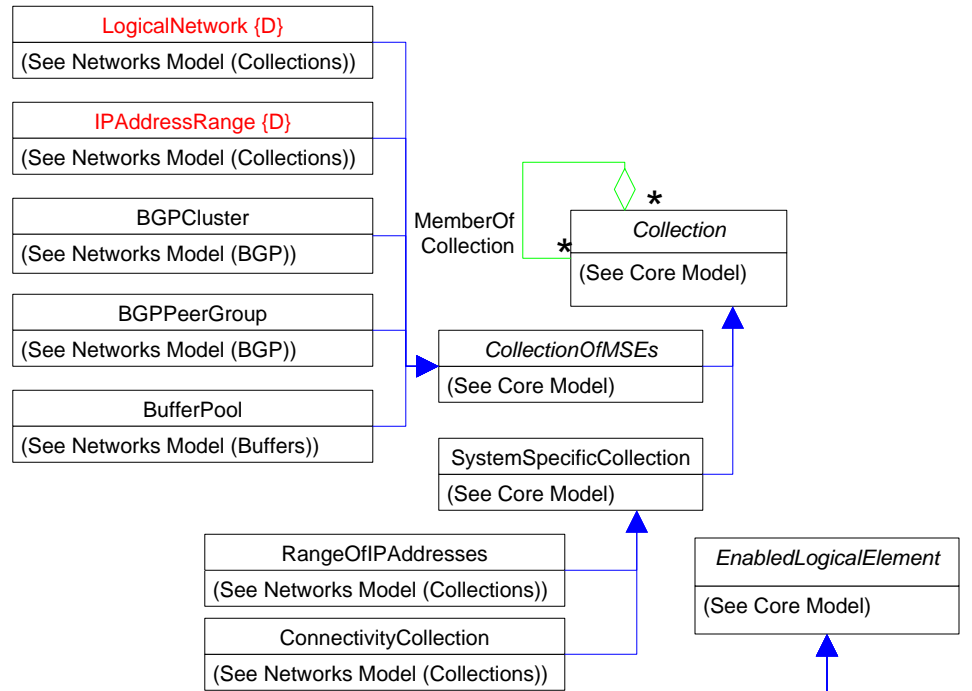 LogicalNetwork {D}
(See Networks Model (Collections))
IPAddressRange {D}
(See Networks Model (Collections))
BGPCluster
(See Networks Model (BGP))
BGPPeerGroup
(See Networks Model (BGP))
BufferPool
(See Networks Model (Buffers))
MemberOf
Collection
*
*
Collection
(See Core Model)
CollectionOfMSEs
(See Core Model)
SystemSpecificCollection
(See Core Model)
RangeOfIPAddresses
(See Networks Model (Collections))
ConnectivityCollection
(See Networks Model (Collections))
EnabledLogicalElement
(See Core Model)